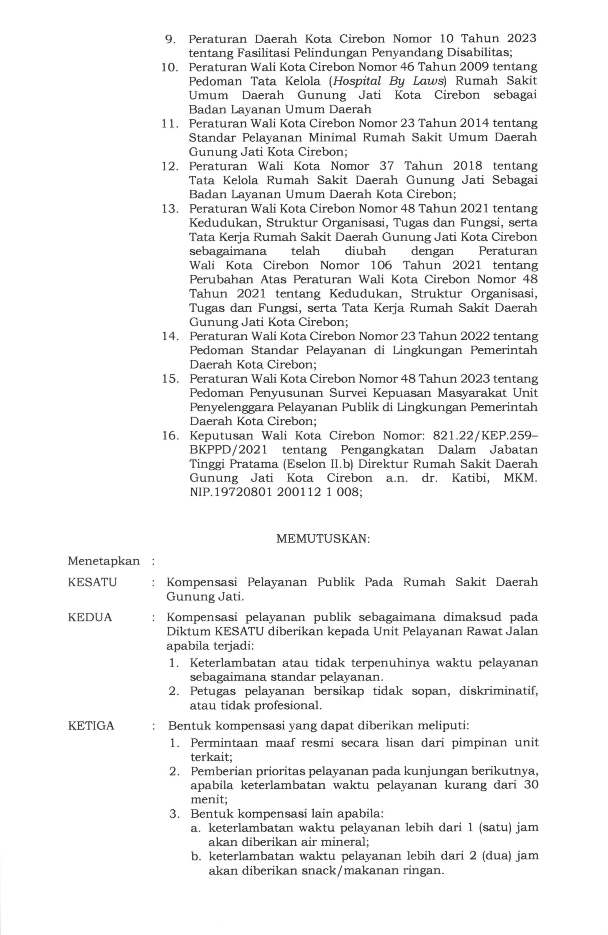 9. Peraturan Daerah Kota Cirebon Nomor 10 Tahun 2023
tentang Fasilitasi Pelindungan Penyandang Disabilitas;
10. Peraturan Wali Kota Cirebon Nomor 46 Tahun 2009 tentang
Pedoman Tata Kelola (Hospital By Laws) Rumah Sakit
Umum Daerah Gunung Jati Kota Cirebon sebagai
Badan Layanan Umum Daerah
11. Peraturan Wali Kota Cirebon Nomor 23 Tahun 2014 tentang
Standar Pelayanan Minimal Rumah Sakit Umum Daerah
Gunung Jati Kota Cirebon;
12. Peraturan Wali Kota Nomor 37 Tahun 2018 tentang
Tata Kelola Rumah Sakit Daerah Gunung Jati Sebagai
Badan Layanan Umum Daerah Kota Cirebon;
13. Peraturan Wali Kota Cirebon Nomor 48 Tahun 2021 tentang
Kedudukan, Struktur Organisasi, Tugas dan Fungsi, serta
Tata Kerja Rumah Sakit Daerah Gunung Jati Kota Cirebon
sebagaimana telah diubah dengan Peraturan
Wali Kota Cirebon Nomor 106 Tahun 2021 tentang
Perubahan Atas Peraturan Wali Kota Cirebon Nomor 48
Tahun 2021 tentang Kedudukan, Struktur Organisasi,
Tugas dan Fungsi, serta Tata Kerja Rumah Sakit Daerah
Gunung Jati Kota Cirebon;
14. Peraturan Wali Kota Cirebon Nomor 23 Tahun 2022 tentang
Pedoman Standar Pelayanan di Lingkungan Pemerintah
Daerah Kota Cirebon;
15. Peraturan Wali Kota Cirebon Nomor 48 Tahun 2023 tentang
Pedoman Penyusunan Survei Kepuasan Masyarakat Unit
Penyelenggara Pelayanan Publik di Lingkungan Pemerintah
Daerah Kota Cirebon;
16. Keputusan Wali Kota Cirebon Nomor: 821.22/KEP.259–
BKPPD/2021 tentang Pengangkatan Dalam Jabatan
Tinggi Pratama (Eselon II.b) Direktur Rumah Sakit Daerah
Gunung Jati Kota Cirebon a.n. dr. Katibi, MKM.
NIP.19720801 200112 1 008;
MEMUTUSKAN:
Menetapkan :
KESATU : Kompensasi Pelayanan Publik Pada Rumah Sakit Daerah
Gunung Jati.
KEDUA : Kompensasi pelayanan publik sebagaimana dimaksud pada
Diktum KESATU diberikan kepada Unit Pelayanan Rawat Jalan
apabila terjadi:
1. Keterlambatan atau tidak terpenuhinya waktu pelayanan
sebagaimana standar pelayanan.
2. Petugas pelayanan bersikap tidak sopan, diskriminatif,
atau tidak profesional.
KETIGA : Bentuk kompensasi yang dapat diberikan meliputi:
1. Permintaan maaf resmi secara lisan dari pimpinan unit
terkait;
2. Pemberian prioritas pelayanan pada kunjungan berikutnya,
apabila keterlambatan waktu pelayanan kurang dari 30
menit;
3. Bentuk kompensasi lain apabila:
a. keterlambatan waktu pelayanan lebih dari 1 (satu) jam
akan diberikan air mineral;
b. keterlambatan waktu pelayanan lebih dari 2 (dua) jam
akan diberikan snack/makanan ringan.